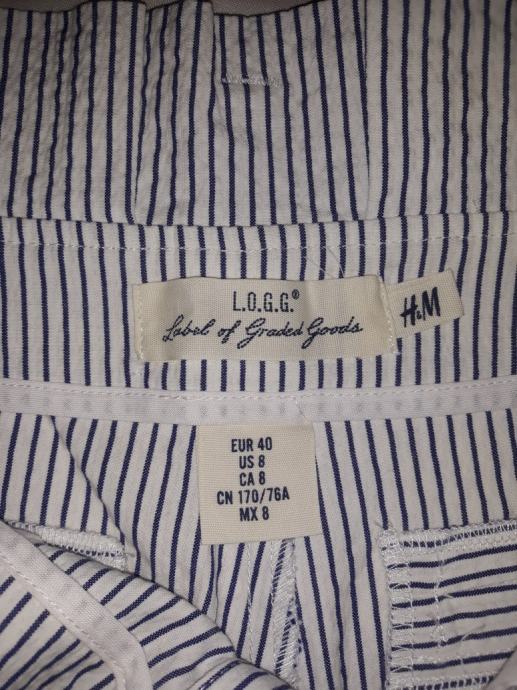 L.O.G.G.®
Label of Graded Goods
H&M
EUR 40
US 8
CA 8
CN 170/76A
MX 8